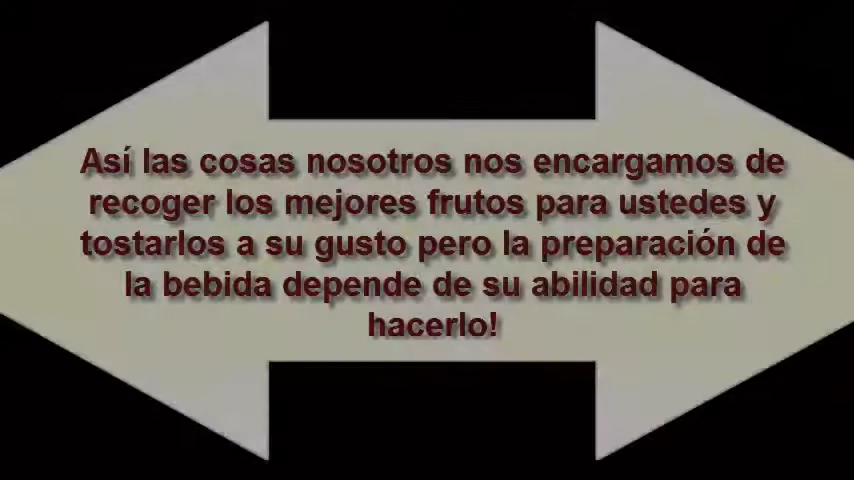 Así las cosas nosotros nos encargamos de
recoger los mejores frutos para ustedes y
tostarlos a su gusto pero la preparación de
la bebida depende de su abilidad para
hacerlo!